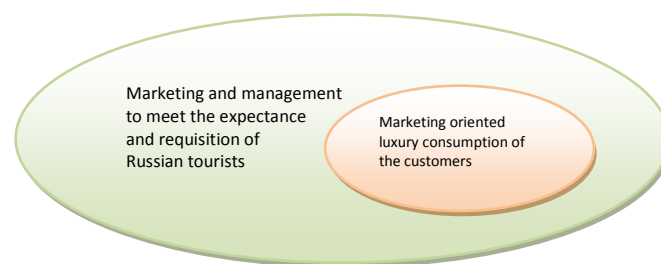 Marketing and management
to meet the expectance
and requisition of
Russian tourists
Marketing oriented
luxury consumption of
the customers